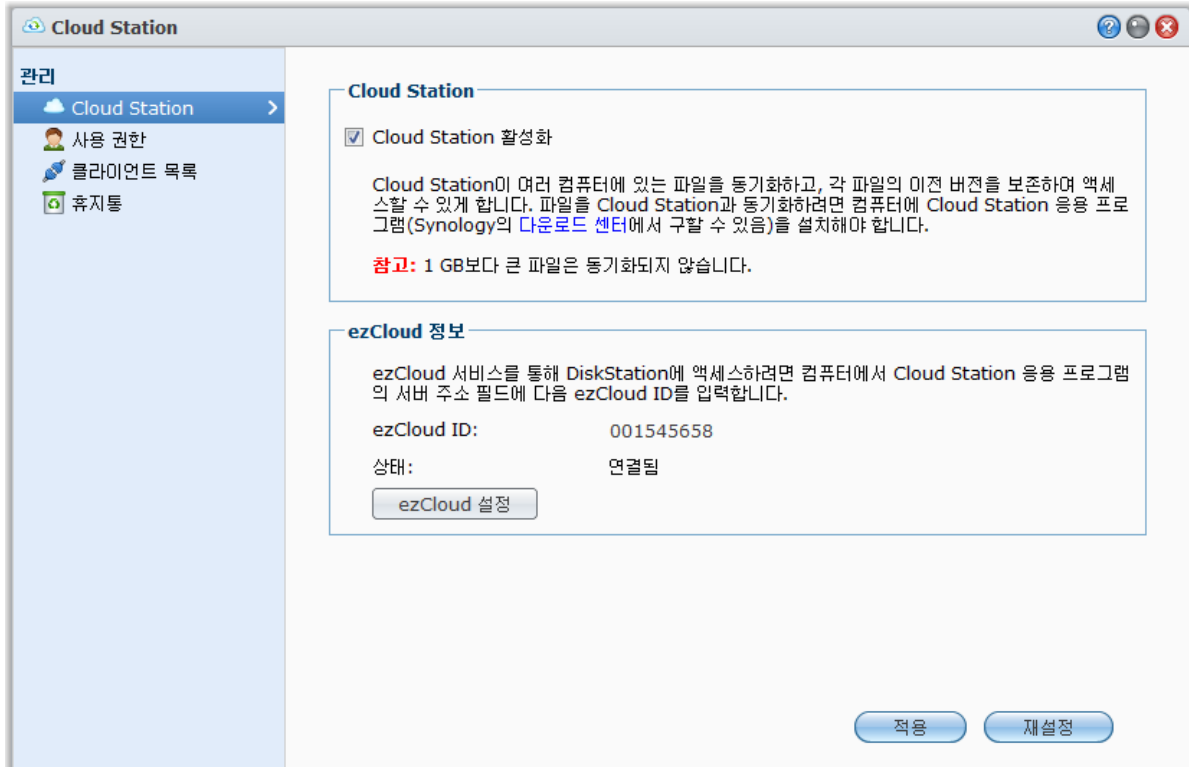 Cloud Station
관리
Cloud Station
사용 권한
클라이언트 목록
휴지통
Cloud Station
Cloud Station 활성화
Cloud Station이 여러 컴퓨터에 있는 파일을 동기화하고, 각 파일의 이전 버전을 보존하며 액세
스할 수 있게 합니다. 파일을 Cloud Station과 동기화하려면 컴퓨터에 Cloud Station 응용 프로
그램(Synology의 다운로드 센터에서 구할 수 있음)을 설치해야 합니다.
참고: 1 GB보다 큰 파일은 동기화되지 않습니다.
ezCloud 정보
ezCloud 서비스를 통해 DiskStation에 액세스하려면 컴퓨터에서 Cloud Station 응용 프로그램
의 서버 주소 필드에 다음 ezCloud ID를 입력합니다.
ezCloud ID: 001545658
상태: 연결됨
ezCloud 설정
적용 재설정